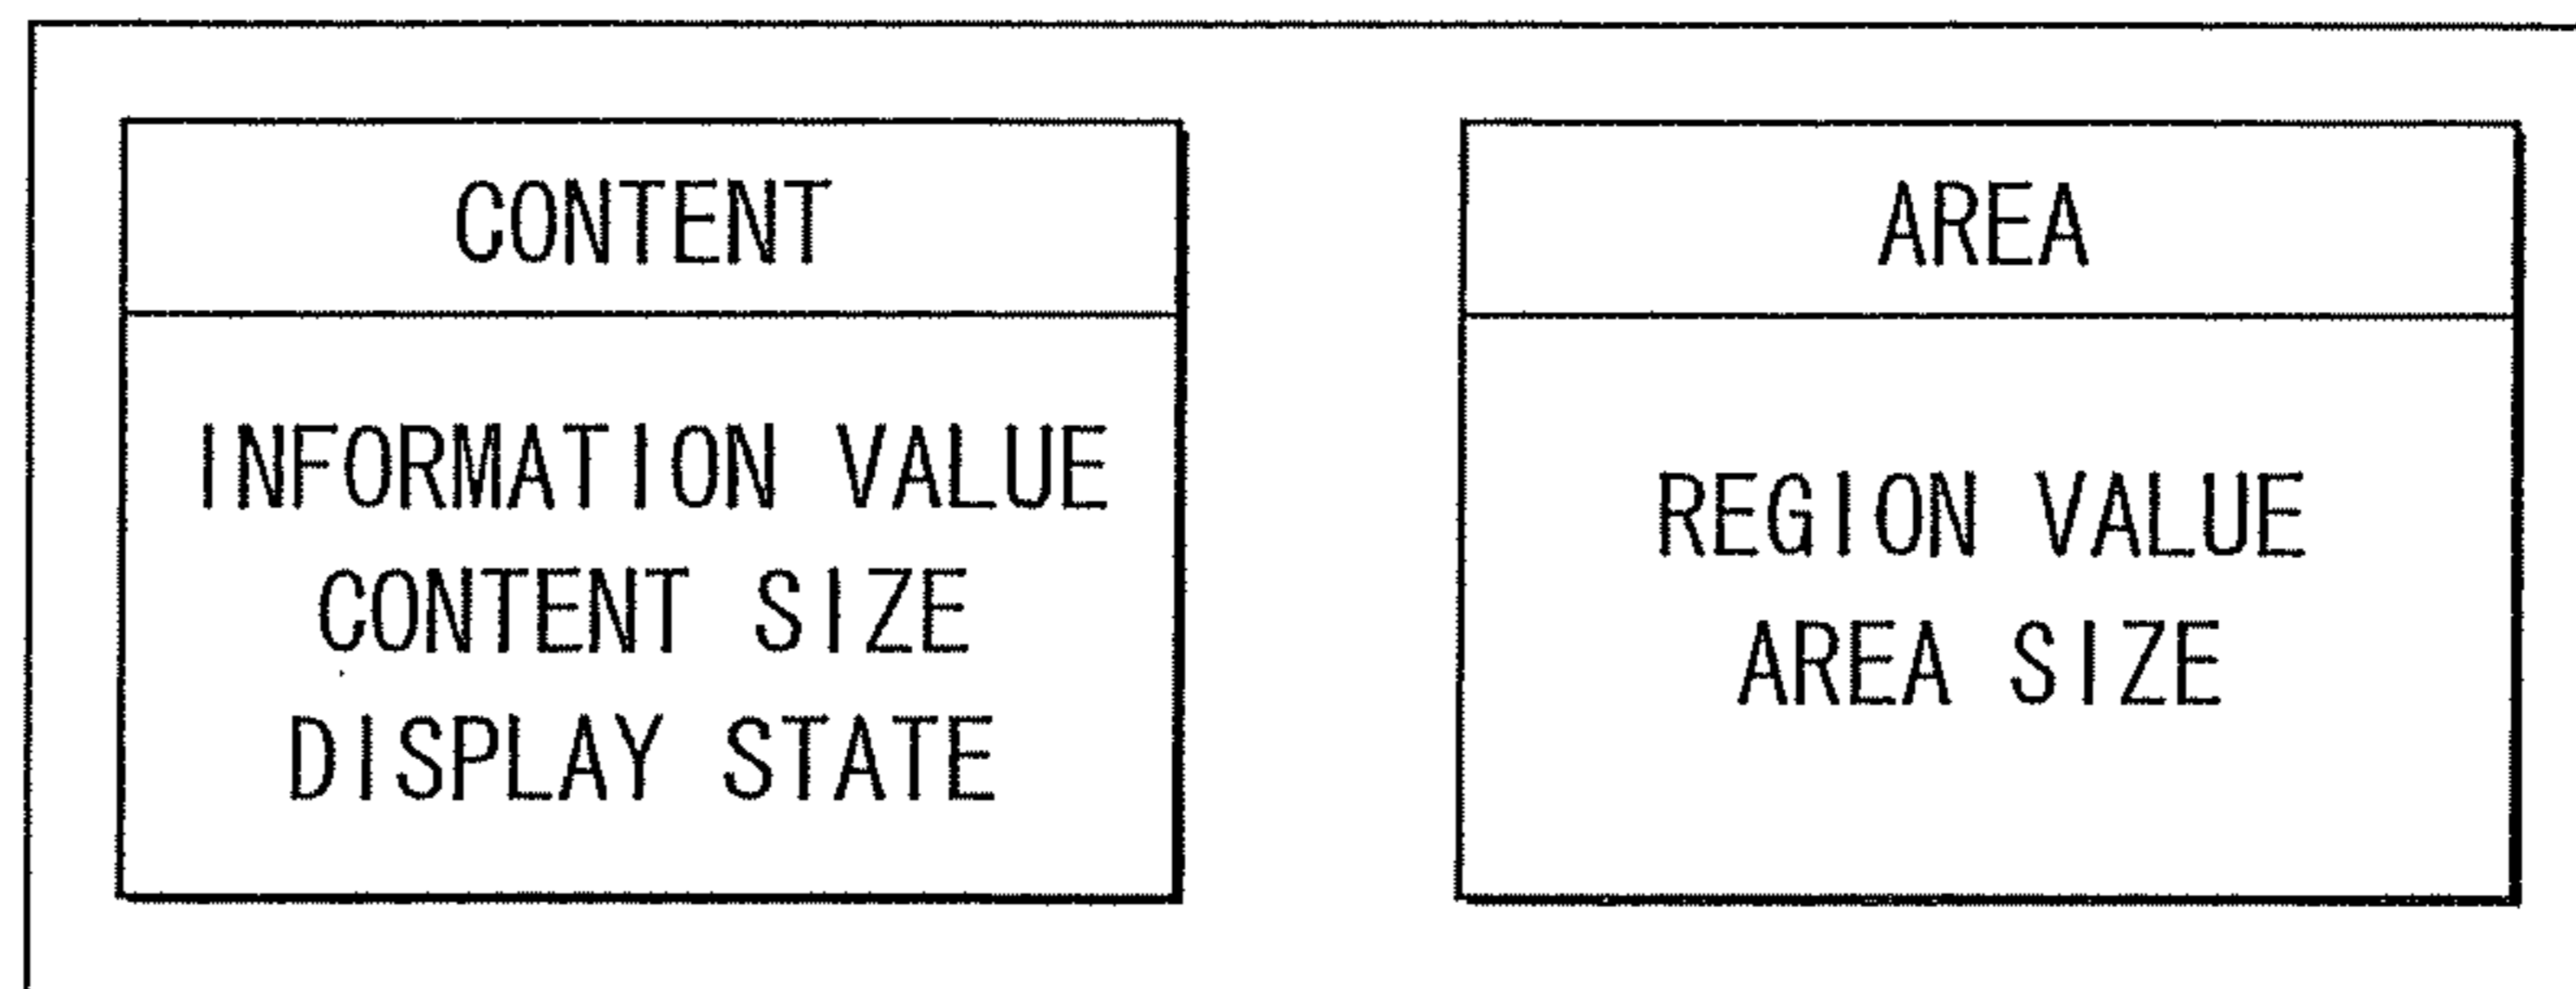 CONTENT
INFORMATION VALUE
CONTENT SIZE
DISPLAY STATE
AREA
REGION VALUE
AREA SIZE